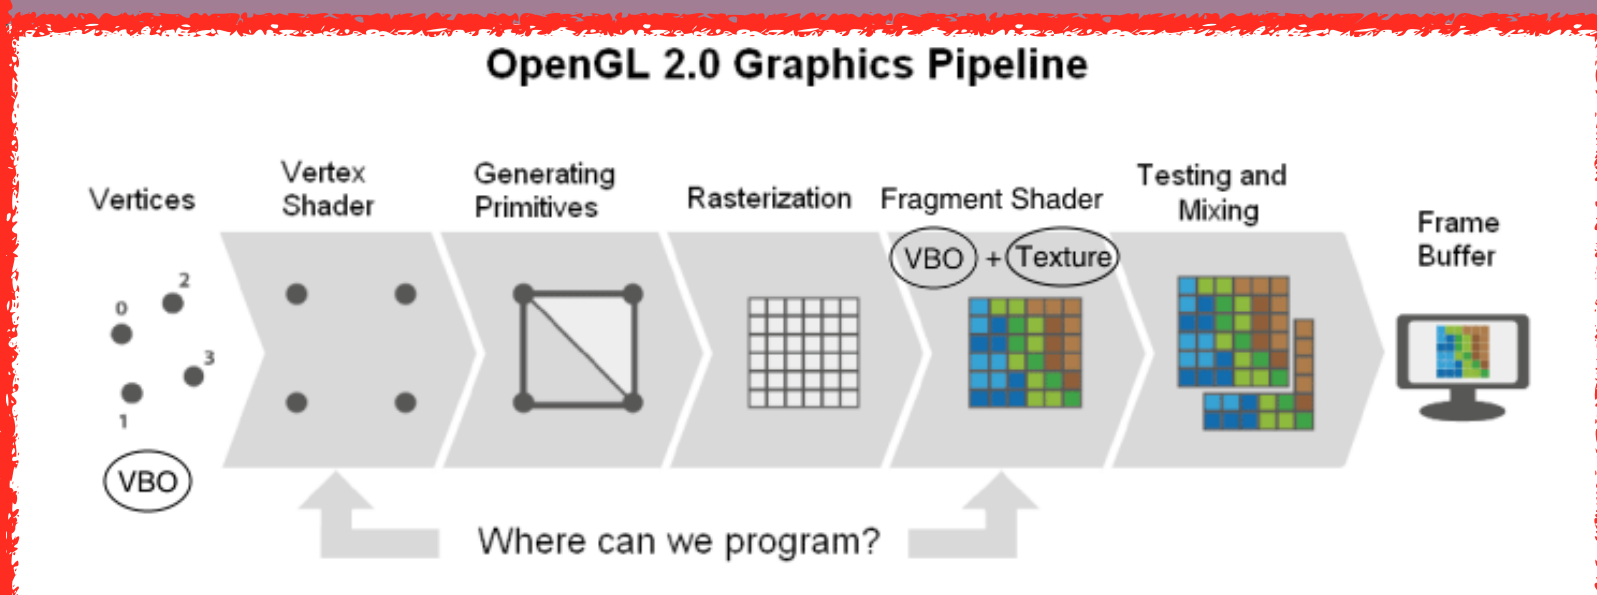 OpenGL 2.0 Graphics Pipeline
Vertices
Vertex
Shader
Generating
Primitives
Rasterization
Fragment Shader
Testing and
Mixing
Frame
Buffer
VBO + Texture
0
2
3
1
VBO
Where can we program?